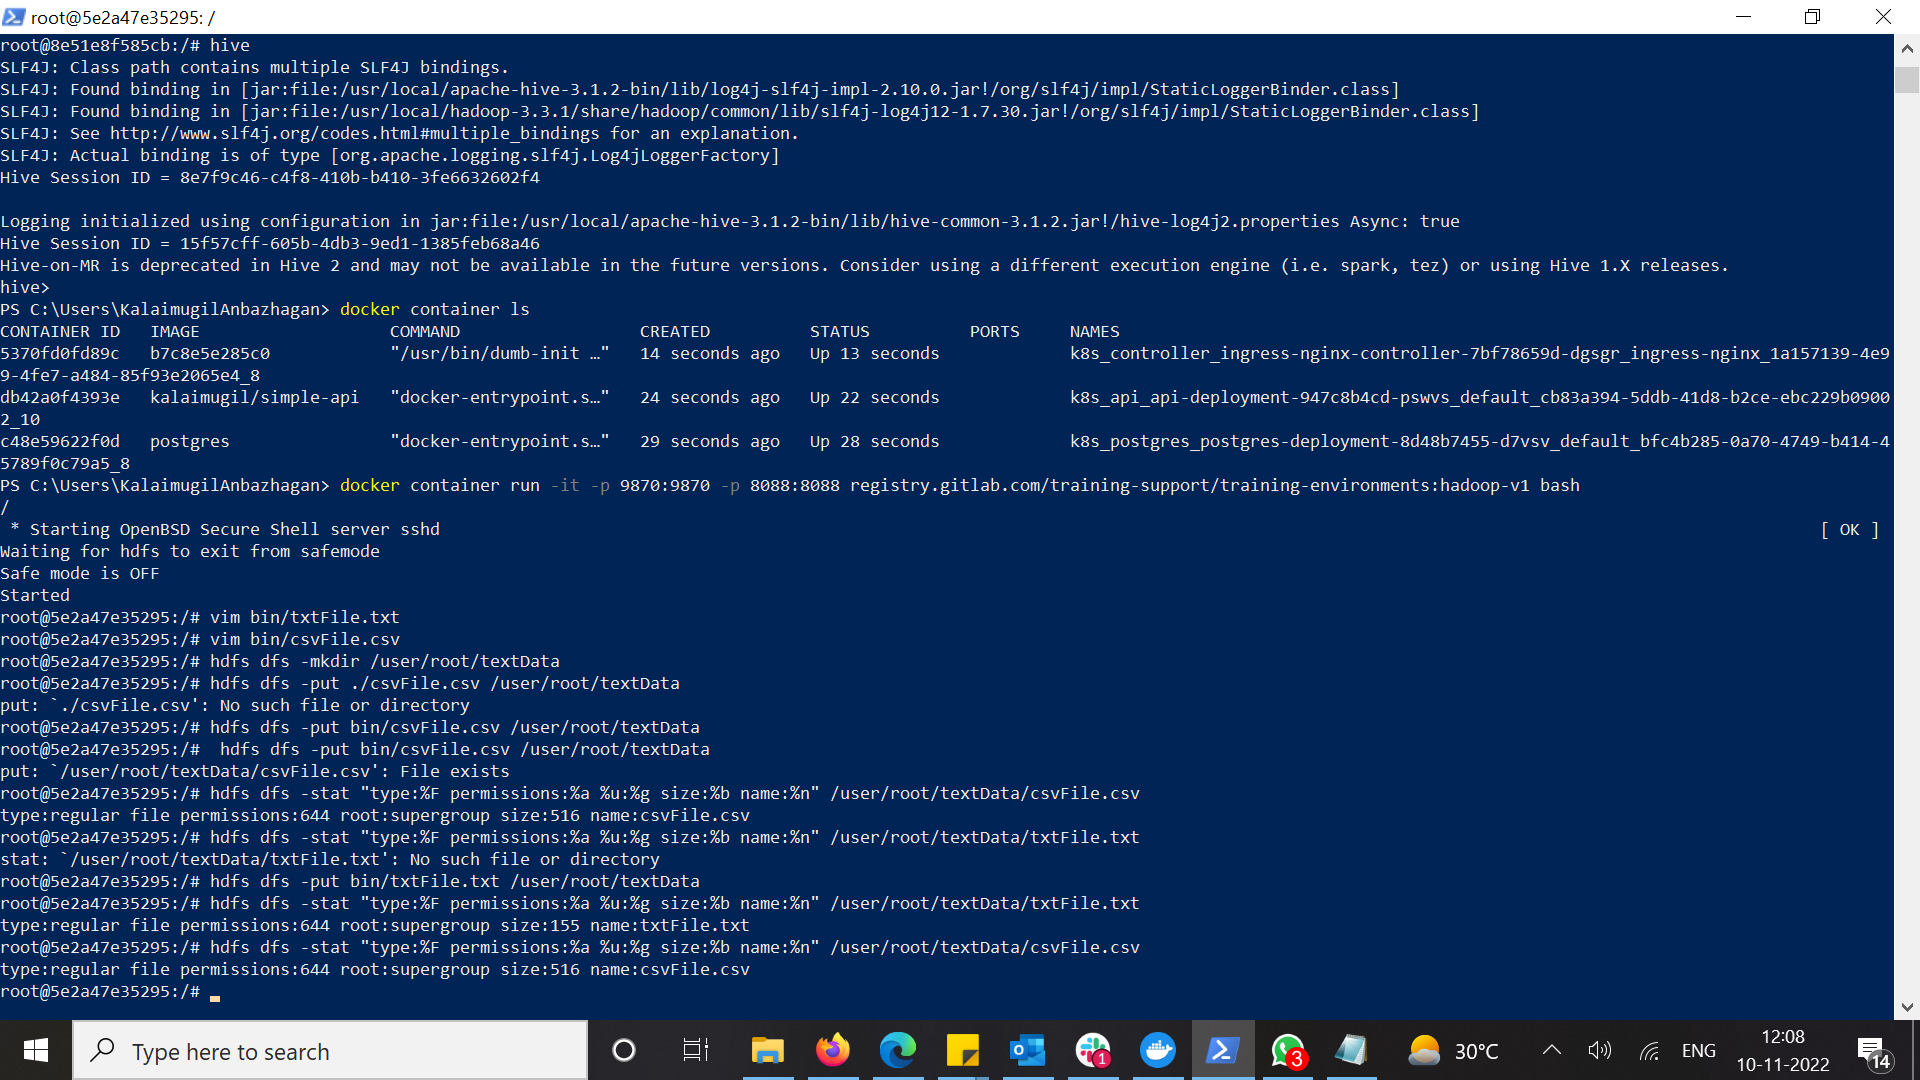 root@5e2a47e35295: /
root@8e51e8f585cb:/# hive
SLF4J: Class path contains multiple SLF4J bindings.
SLF4J: Found binding in [jar:file:/usr/local/apache-hive-3.1.2-bin/lib/log4j-slf4j-impl-2.10.0.jar!/org/slf4j/impl/StaticLoggerBinder.class]
SLF4J: Found binding in [jar:file:/usr/local/hadoop-3.3.1/share/hadoop/common/lib/slf4j-log4j12-1.7.30.jar!/org/slf4j/impl/StaticLoggerBinder.class]
SLF4J: See http://www.slf4j.org/codes.html#multiple_bindings for an explanation.
SLF4J: Actual binding is of type [org.apache.logging.slf4j.Log4jLoggerFactory]
Hive Session ID = 8e7f9c46-c4f8-410b-b410-3fe6632602f4
Logging initialized using configuration in jar:file:/usr/local/apache-hive-3.1.2-bin/lib/hive-common-3.1.2.jar!/hive-log4j2.properties Async: true
Hive Session ID = 15f57cff-605b-4db3-9ed1-1385feb68a46
Hive-on-MR is deprecated in Hive 2 and may not be available in the future versions. Consider using a different execution engine (i.e. spark, tez) or using Hive 1.X releases.
hive>
PS C:\Users\KalaimugilAnbazhagan> docker container ls
CONTAINER ID   IMAGE                   COMMAND                  CREATED          STATUS          PORTS     NAMES
5370fd0fd89c   b7c8e5e285c0            "/usr/bin/dumb-init …"   14 seconds ago   Up 13 seconds             k8s_controller_ingress-nginx-controller-7bf78659d-dgsgr_ingress-nginx_1a157139-4e9
9-4fe7-a484-85f93e2065e4_8
db42a0f4393e   kalaimugil/simple-api   "docker-entrypoint.s…"   24 seconds ago   Up 22 seconds             k8s_api_api-deployment-947c8b4cd-pswvs_default_cb83a394-5ddb-41d8-b2ce-ebc229b0900
2_10
c48e59622f0d   postgres                "docker-entrypoint.s…"   29 seconds ago   Up 28 seconds             k8s_postgres_postgres-deployment-8d48b7455-d7vsv_default_bfc4b285-0a70-4749-b414-4
5789f0c79a5_8
PS C:\Users\KalaimugilAnbazhagan> docker container run -it -p 9870:9870 -p 8088:8088 registry.gitlab.com/training-support/training-environments:hadoop-v1 bash
/
 * Starting OpenBSD Secure Shell server sshd [ OK ]
Waiting for hdfs to exit from safemode
Safe mode is OFF
Started
root@5e2a47e35295:/# vim bin/txtFile.txt
root@5e2a47e35295:/# vim bin/csvFile.csv
root@5e2a47e35295:/# hdfs dfs -mkdir /user/root/textData
root@5e2a47e35295:/# hdfs dfs -put ./csvFile.csv /user/root/textData
put: `./csvFile.csv': No such file or directory
root@5e2a47e35295:/# hdfs dfs -put bin/csvFile.csv /user/root/textData
root@5e2a47e35295:/#  hdfs dfs -put bin/csvFile.csv /user/root/textData
put: `/user/root/textData/csvFile.csv': File exists
root@5e2a47e35295:/# hdfs dfs -stat "type:%F permissions:%a %u:%g size:%b name:%n" /user/root/textData/csvFile.csv
type:regular file permissions:644 root:supergroup size:516 name:csvFile.csv
root@5e2a47e35295:/# hdfs dfs -stat "type:%F permissions:%a %u:%g size:%b name:%n" /user/root/textData/txtFile.txt
stat: `/user/root/textData/txtFile.txt': No such file or directory
root@5e2a47e35295:/# hdfs dfs -put bin/txtFile.txt /user/root/textData
root@5e2a47e35295:/# hdfs dfs -stat "type:%F permissions:%a %u:%g size:%b name:%n" /user/root/textData/txtFile.txt
type:regular file permissions:644 root:supergroup size:155 name:txtFile.txt
root@5e2a47e35295:/# hdfs dfs -stat "type:%F permissions:%a %u:%g size:%b name:%n" /user/root/textData/csvFile.csv
type:regular file permissions:644 root:supergroup size:516 name:csvFile.csv
root@5e2a47e35295:/#
Type here to search
1
3
30°C
ENG
12:08
10-11-2022
14